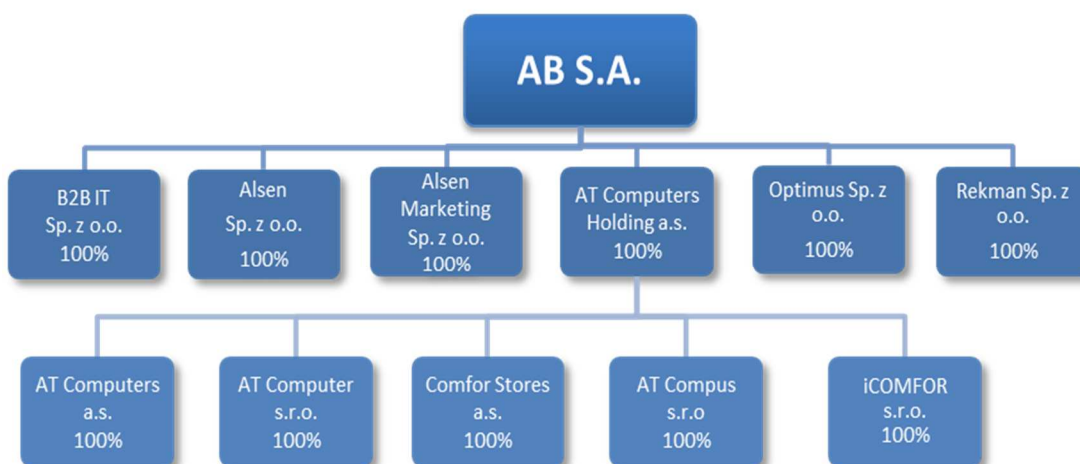 AB S.A.
B2B IT
Sp. z o.o.
100%
Alsen
Sp. z o.o.
100%
Alsen
Marketing
Sp. z o.o.
100%
AT Computers
Holding a.s.
100%
Optimus Sp. z
o.o.
100%
Rekman Sp. z
o.o.
100%
AT Computers
a.s.
100%
AT Computer
s.r.o.
100%
Comfor Stores
a.s.
100%
AT Compus
s.r.o
100%
iCOMFOR
s.r.o.
100%